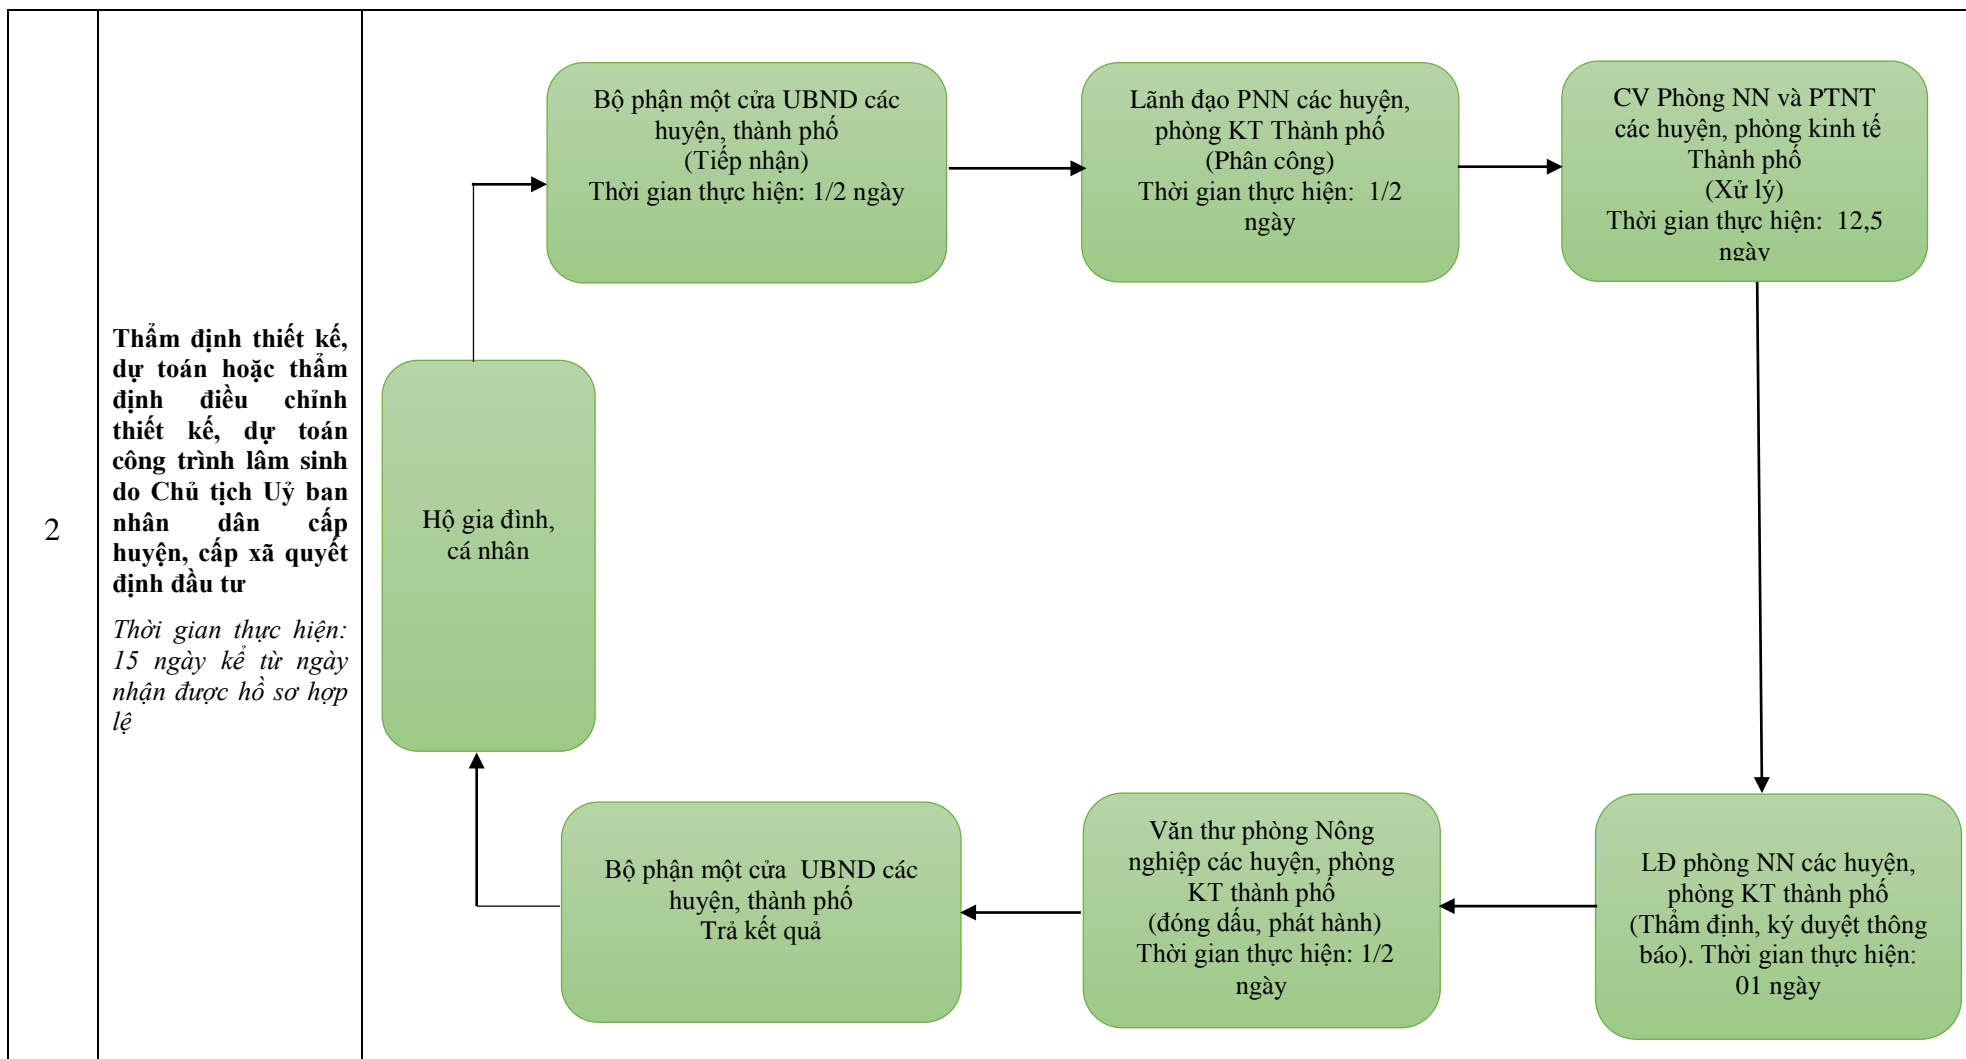 2
Thẩm định thiết kế,
dự toán hoặc thẩm
định điều chỉnh
thiết kế, dự toán
công trình lâm sinh
do Chủ tịch Uỷ ban
nhân dân cấp
huyện, cấp xã quyết
định đầu tư
Thời gian thực hiện:
15 ngày kể từ ngày
nhận được hồ sơ hợp
lệ
Hộ gia đình,
cá nhân
Bộ phận một cửa UBND các
huyện, thành phố
(Tiếp nhận)
Thời gian thực hiện: 1/2 ngày
Lãnh đạo PNN các huyện,
phòng KT Thành phố
(Phân công)
Thời gian thực hiện: 1/2
ngày
CV Phòng NN và PTNT
các huyện, phòng kinh tế
Thành phố
(Xử lý)
Thời gian thực hiện: 12,5
ngày
LĐ phòng NN các huyện,
phòng KT thành phố
(Thẩm định, ký duyệt thông
báo). Thời gian thực hiện:
01 ngày
Văn thư phòng Nông
nghiệp các huyện, phòng
KT thành phố
(đóng dấu, phát hành)
Thời gian thực hiện: 1/2
ngày
Bộ phận một cửa UBND các
huyện, thành phố
Trả kết quả